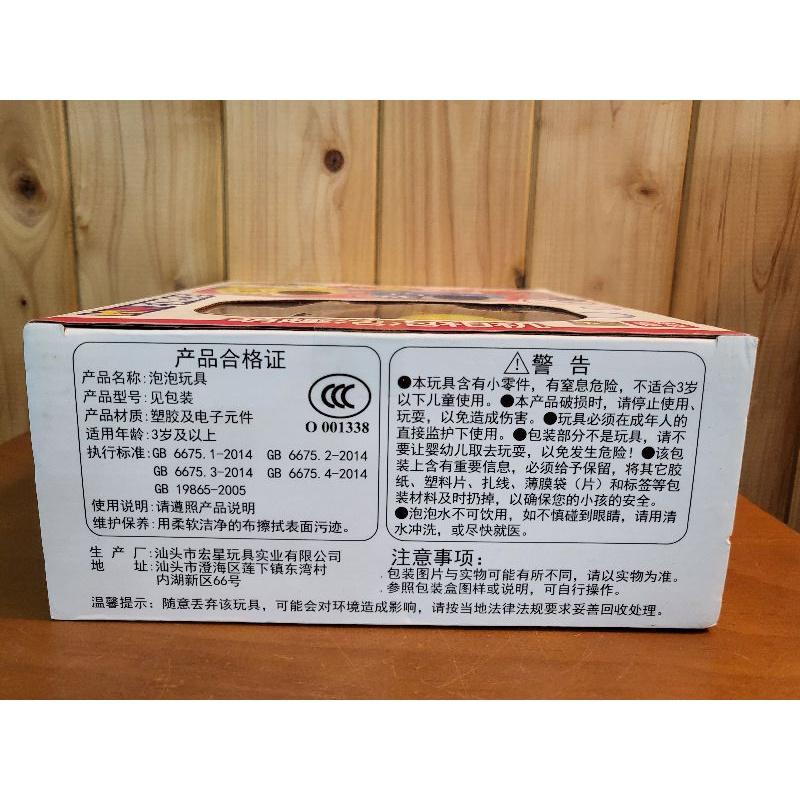 产品合格证
产品名称：泡泡玩具
产品型号：见包装
产品材质：塑胶及电子元件
适用年龄：3岁及以上
执行标准：GB 6675.1-2014 GB 6675.2-2014
GB 6675.3-2014 GB 6675.4-2014
GB 19865-2005
使用说明：请遵照产品说明
维护保养：用柔软洁净的布擦拭表面污迹。
CCC
O 001338
生产厂：汕头市宏星玩具实业有限公司
地址：汕头市澄海区莲下镇东湾村
内湖新区66号
⚠警告
●本玩具含有小零件，有窒息危险，不适合3岁
以下儿童使用。●本产品破损时，请停止使用、
玩耍，以免造成伤害。●玩具必须在成年人的
直接监护下使用。●包装部分不是玩具，请不
要让婴幼儿取去玩耍，以免发生危险！●该包
装上含有重要信息，必须给予保留，将其它胶
纸、塑料片、扎线、薄膜袋（片）和标签等包
装材料及时扔掉，以确保您的小孩的安全。
●泡泡水不可饮用，如不慎碰到眼睛，请用清
水冲洗，或尽快就医。
注意事项：
包装图片与实物可能有所不同，请以实物为准。
参照包装盒图样或说明，可自行操作。
温馨提示：随意丢弃该玩具，可能会对环境造成影响，请按当地法律法规要求妥善回收处理。